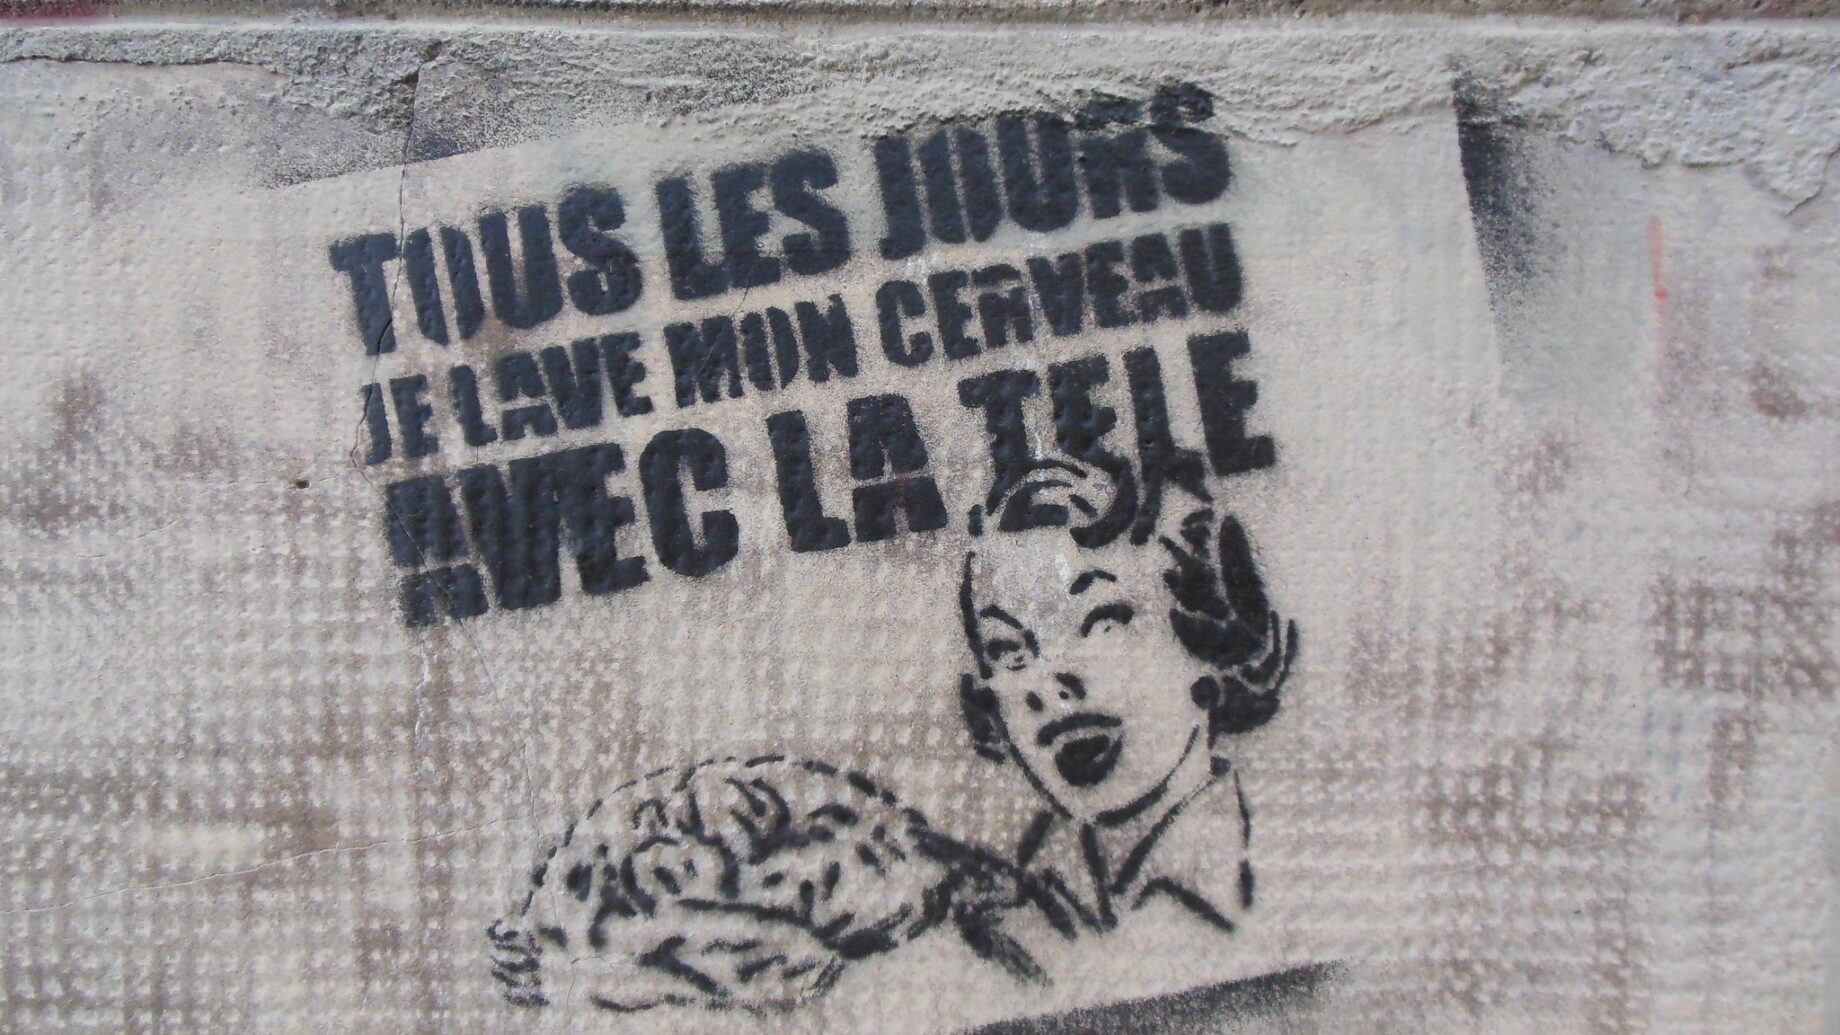 TOUS LES JOURS
JE LAVE MON CERVEAU
AVEC LA TELE